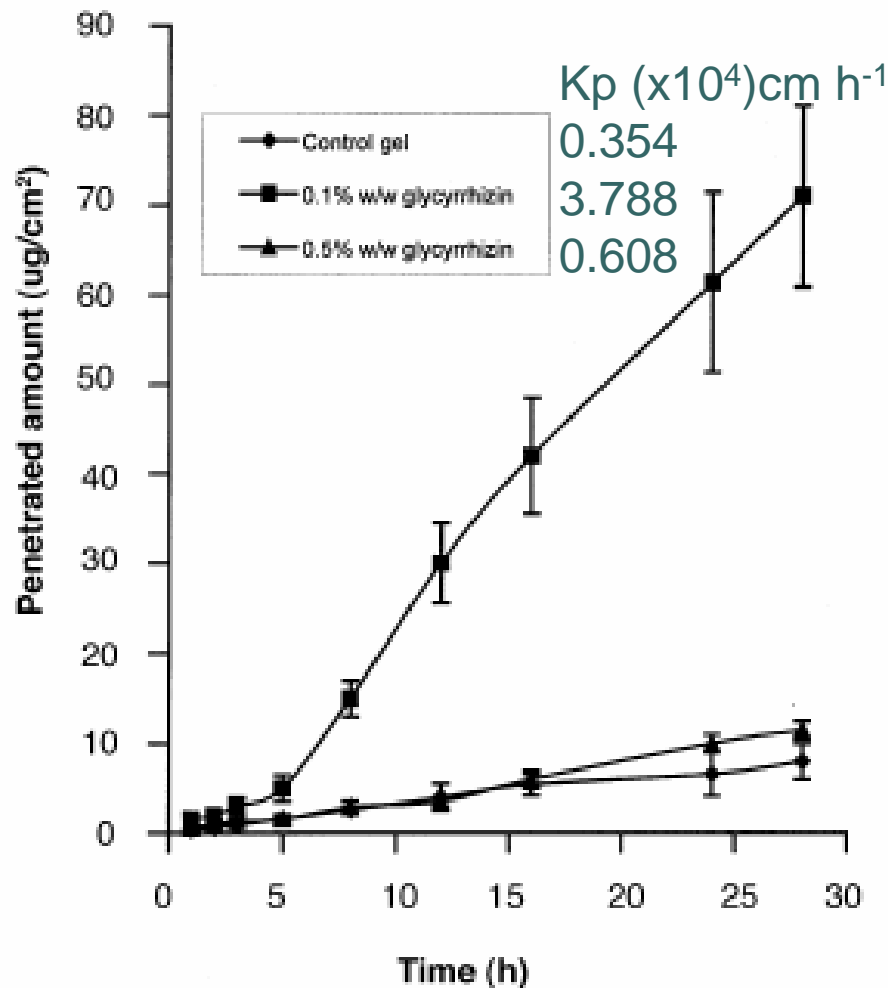 90
80
70
60
50
40
30
20
10
0
Penetrated amount (ug/cm²)
Kp (x10⁴)cm h⁻¹
Control gel 0.354
0.1% w/w glycyrrhizin 3.788
0.5% w/w glycyrrhizin 0.608
0 5 10 15 20 25 30
Time (h)